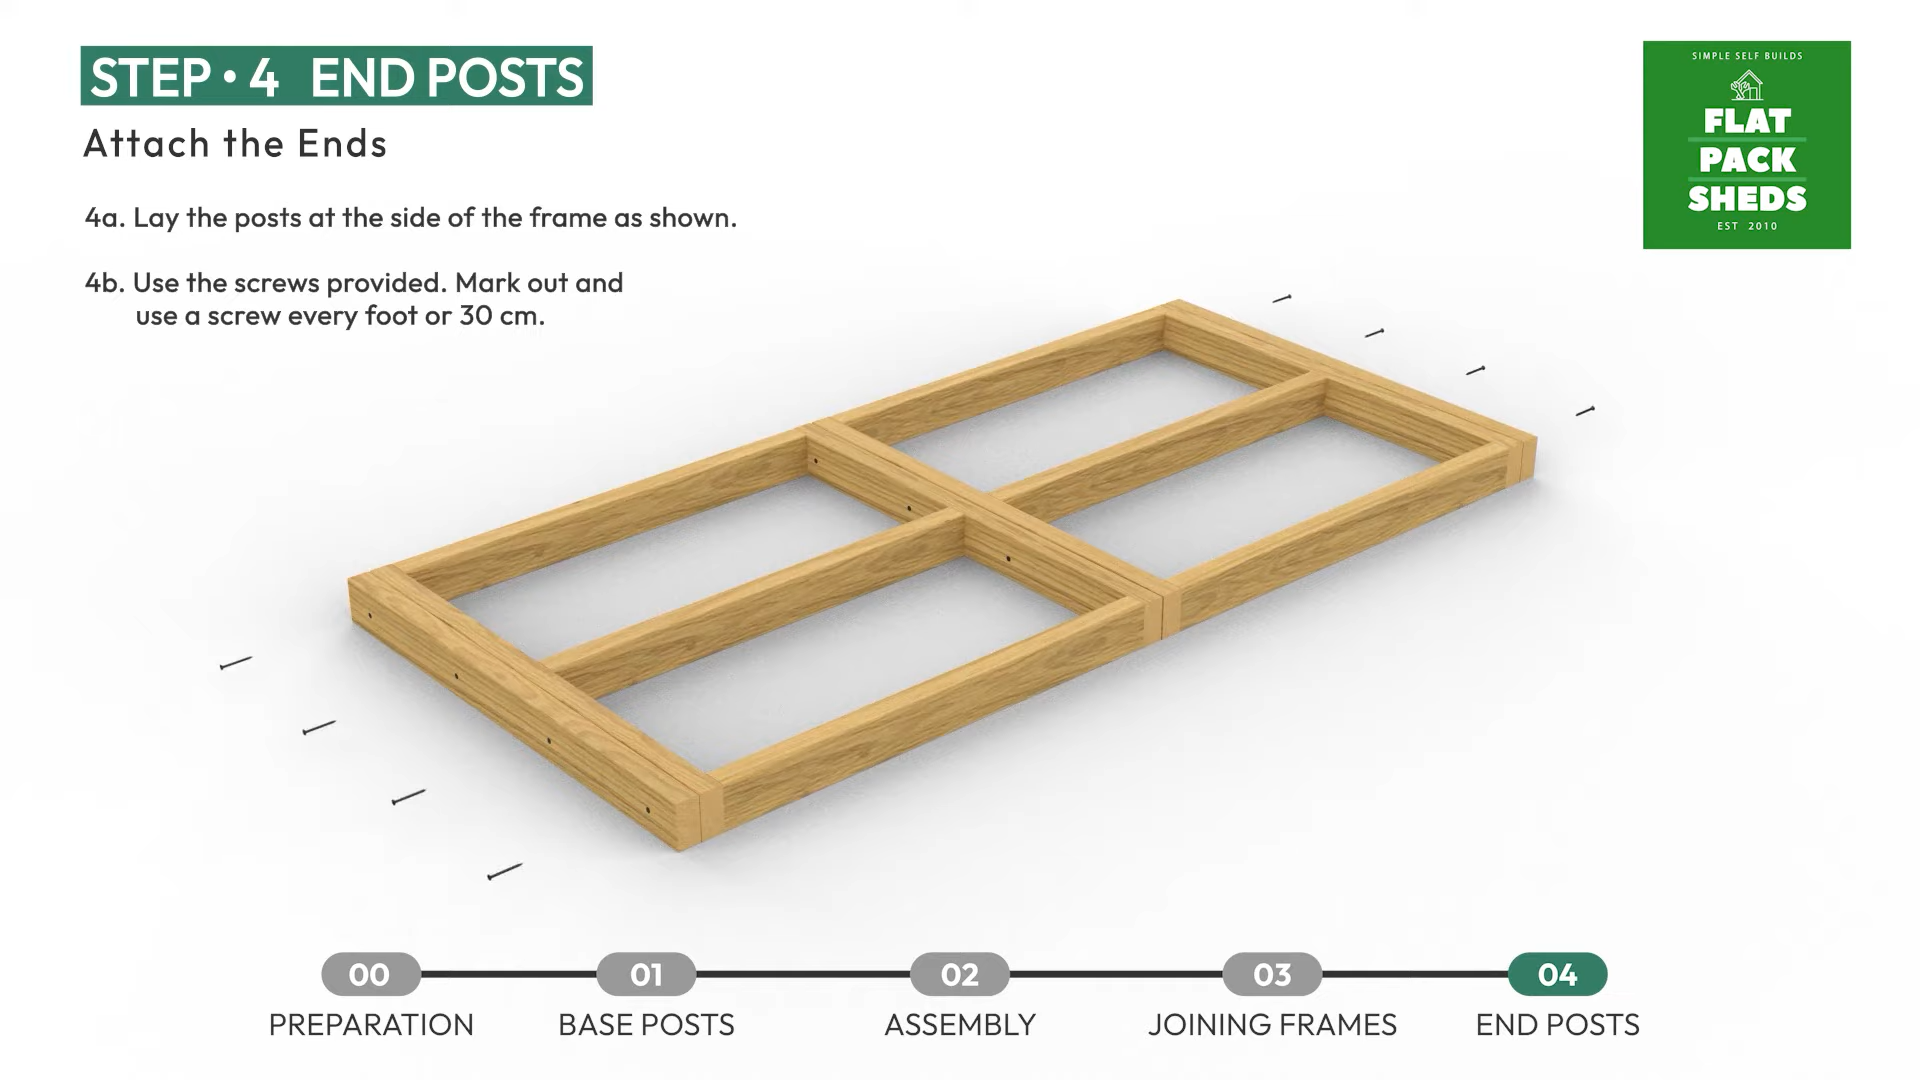 STEP • 4 END POSTS
Attach the Ends
4a. Lay the posts at the side of the frame as shown.
4b. Use the screws provided. Mark out and
use a screw every foot or 30 cm.
SIMPLE SELF BUILDS
FLAT
PACK
SHEDS
EST 2010
00
01
02
03
04
PREPARATION
BASE POSTS
ASSEMBLY
JOINING FRAMES
END POSTS